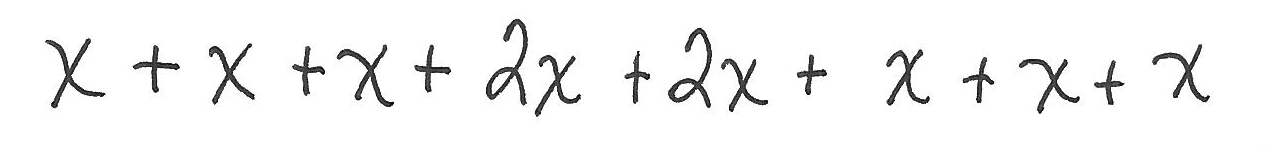 x + x + x + 2x + 2x + x + x + x